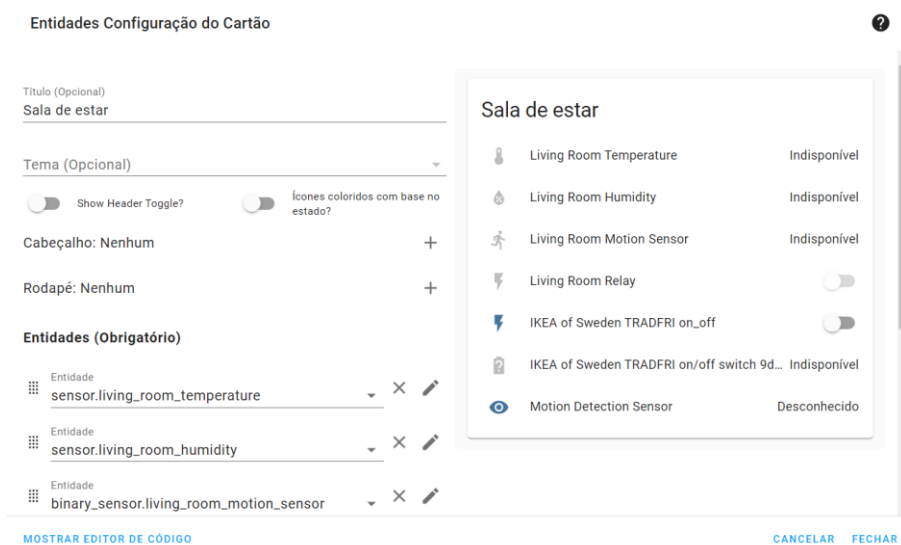 Entidades Configuração do Cartão
Título (Opcional)
Sala de estar
Tema (Opcional)
Show Header Toggle?
Ícones coloridos com base no
estado?
Cabeçalho: Nenhum
Rodapé: Nenhum
Entidades (Obrigatório)
Entidade
sensor.living_room_temperature
Entidade
sensor.living_room_humidity
Entidade
binary_sensor.living_room_motion_sensor
Sala de estar
Living Room Temperature Indisponível
Living Room Humidity Indisponível
Living Room Motion Sensor Indisponível
Living Room Relay
IKEA of Sweden TRADFRI on_off
IKEA of Sweden TRADFRI on/off switch 9d... Indisponível
Motion Detection Sensor Desconhecido
MOSTRAR EDITOR DE CÓDIGO
CANCELAR FECHAR